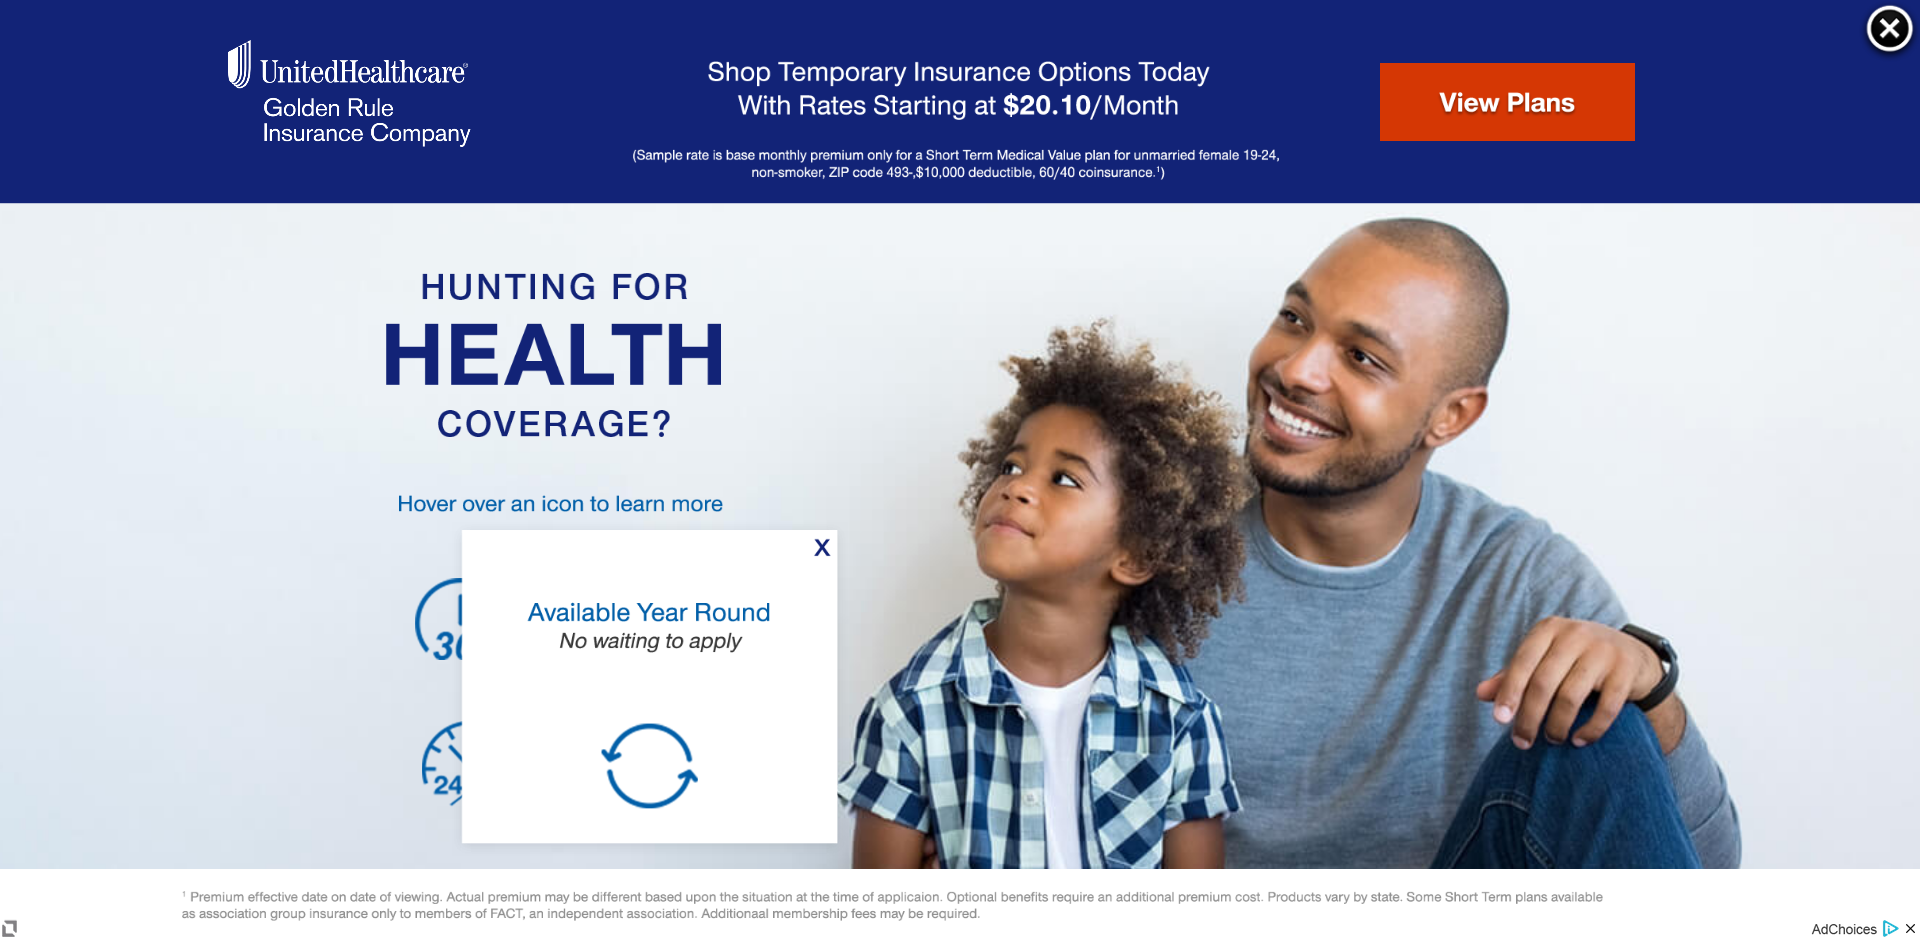 UnitedHealthcare®
Golden Rule
Insurance Company
Shop Temporary Insurance Options Today
With Rates Starting at $20.10/Month
(Sample rate is base monthly premium only for a Short Term Medical Value plan for unmarried female 19-24,
non-smoker, ZIP code 493-,$10,000 deductible, 60/40 coinsurance.¹)
View Plans
HUNTING FOR
HEALTH
COVERAGE?
Hover over an icon to learn more
X
Available Year Round
No waiting to apply
24
¹ Premium effective date on date of viewing. Actual premium may be different based upon the situation at the time of applicaion. Optional benefits require an additional premium cost. Products vary by state. Some Short Term plans available
as association group insurance only to members of FACT, an independent association. Additionaal membership fees may be required.
AdChoices